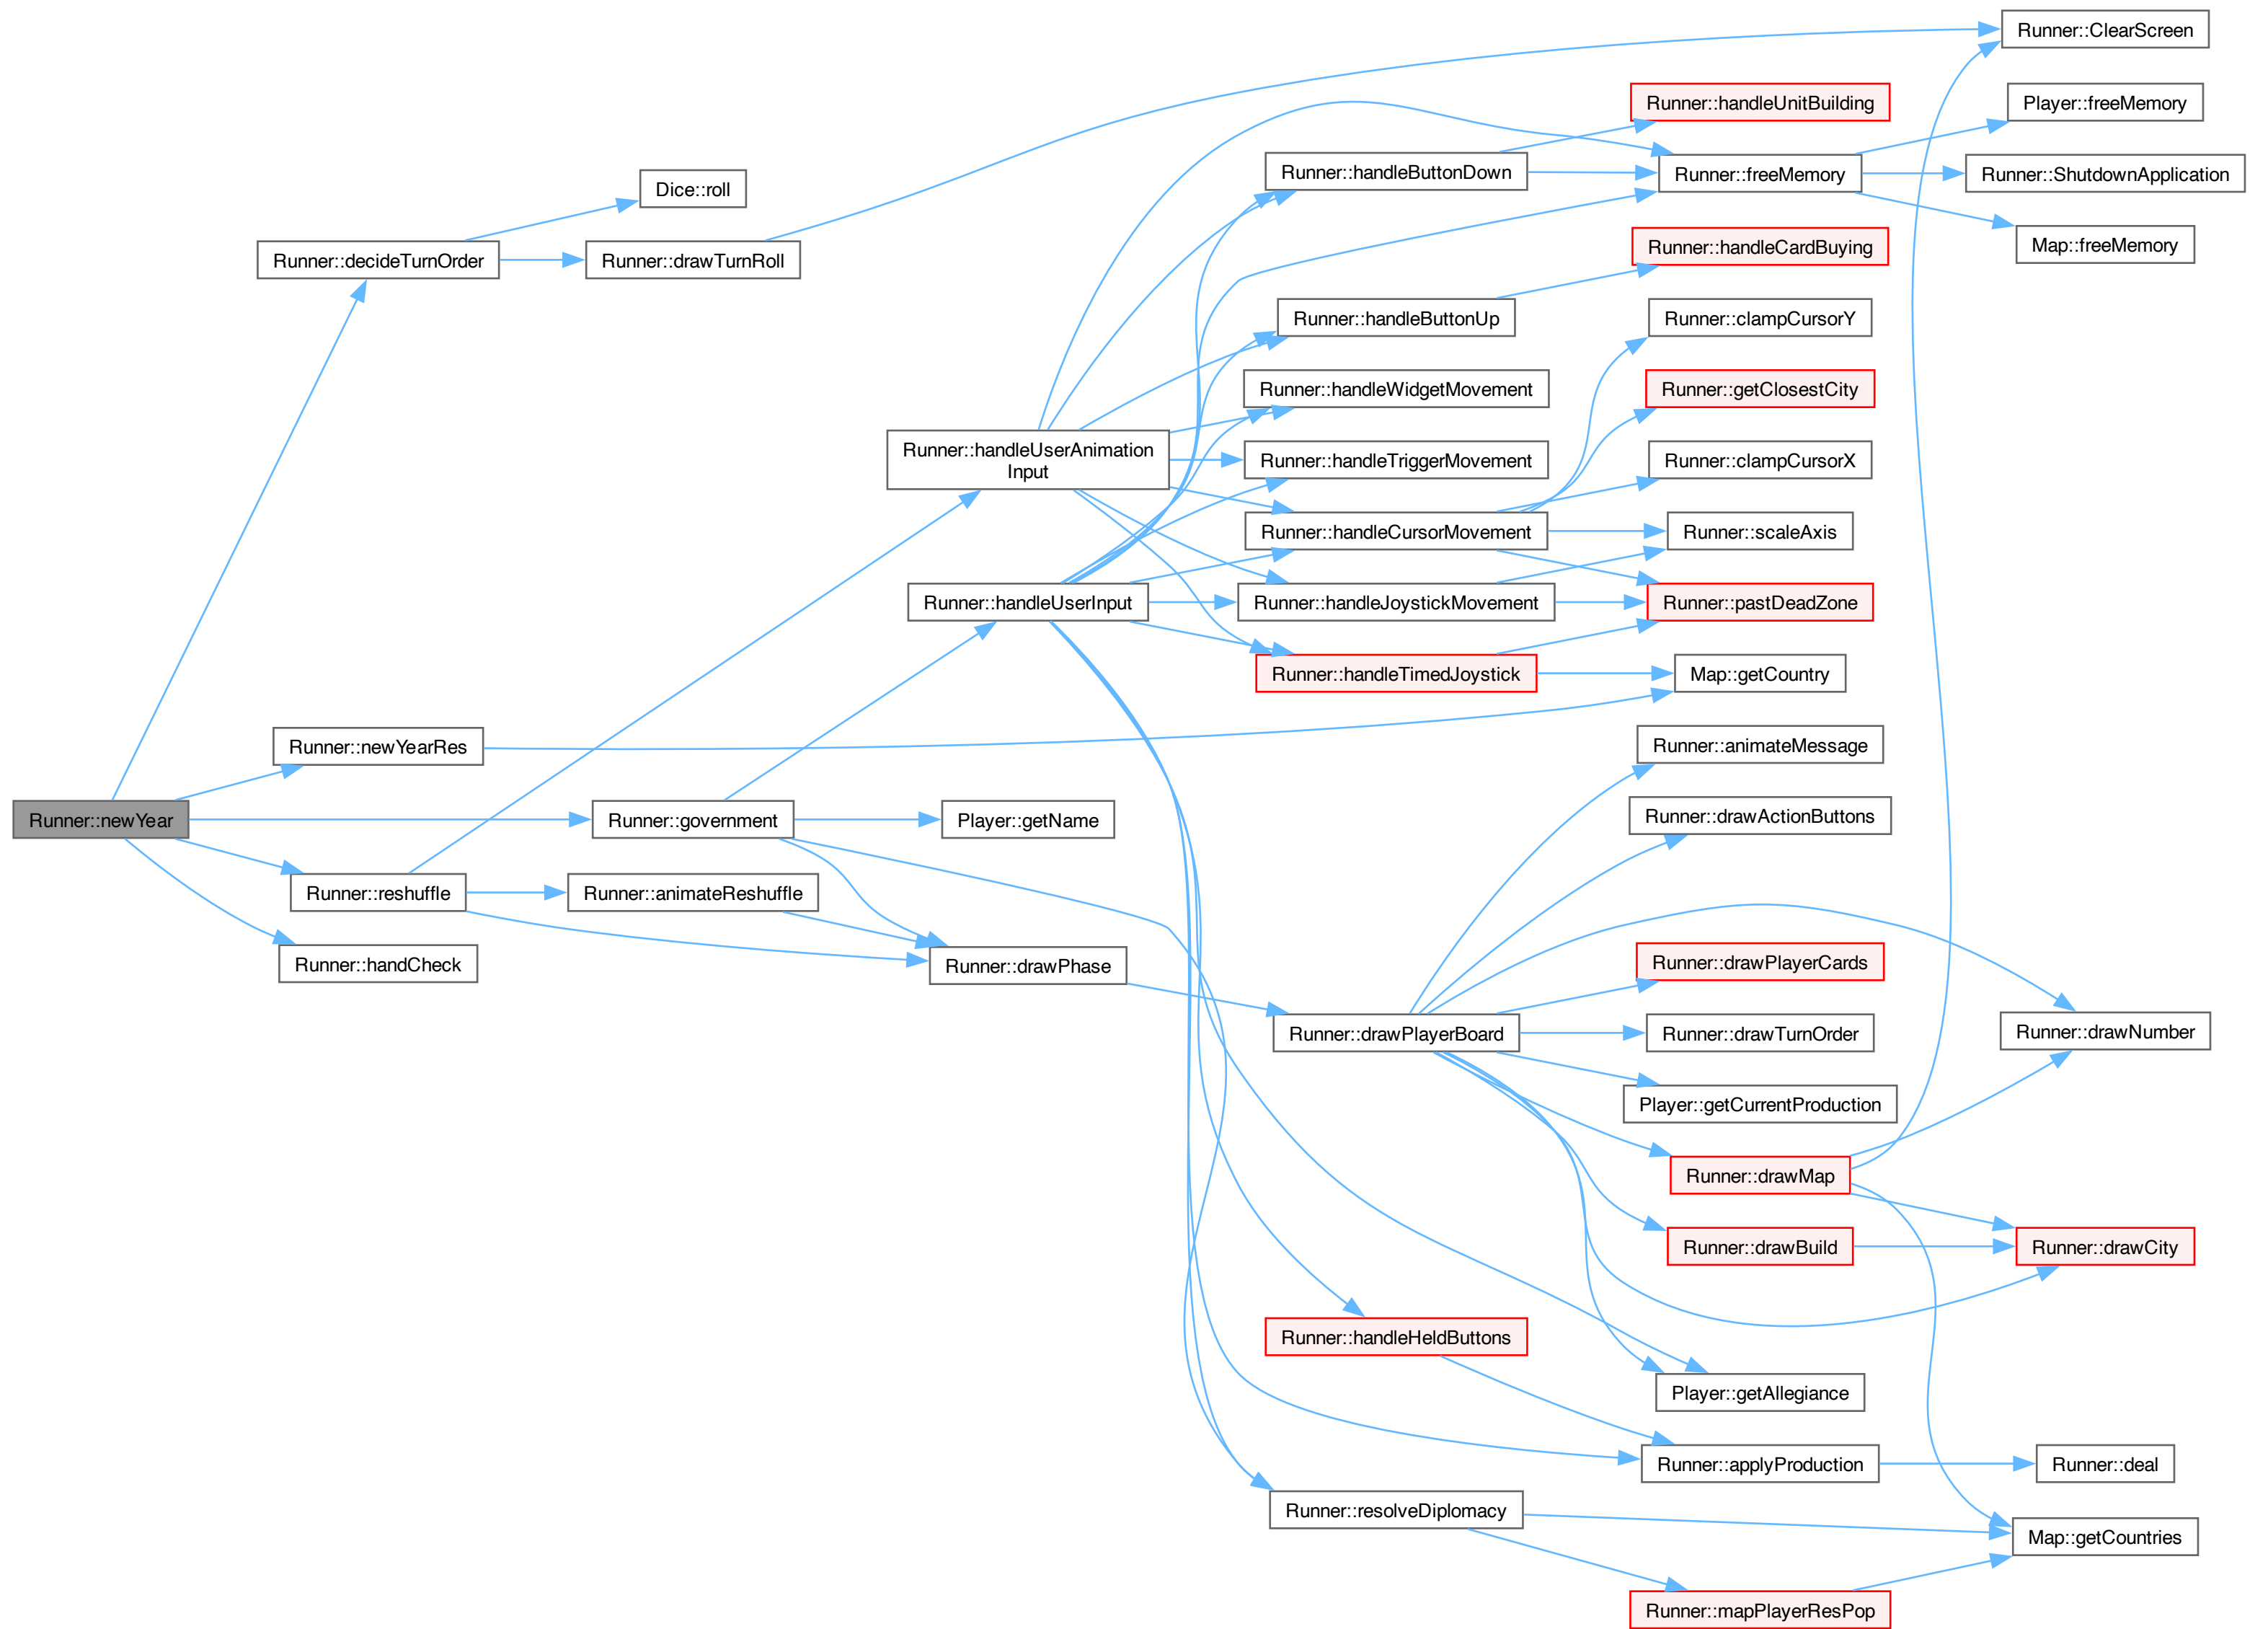 Runner::ClearScreen
Runner::handleUnitBuilding
Player::freeMemory
Runner::handleButtonDown
Runner::freeMemory
Runner::ShutdownApplication
Dice::roll
Runner::handleCardBuying
Map::freeMemory
Runner::decideTurnOrder
Runner::drawTurnRoll
Runner::handleButtonUp
Runner::clampCursorY
Runner::handleWidgetMovement
Runner::getClosestCity
Runner::handleUserAnimation
Input
Runner::handleTriggerMovement
Runner::clampCursorX
Runner::handleCursorMovement
Runner::scaleAxis
Runner::handleUserInput
Runner::handleJoystickMovement
Runner::pastDeadZone
Runner::handleTimedJoystick
Map::getCountry
Runner::newYearRes
Runner::animateMessage
Runner::newYear
Runner::government
Player::getName
Runner::drawActionButtons
Runner::reshuffle
Runner::animateReshuffle
Runner::handCheck
Runner::drawPhase
Runner::drawPlayerCards
Runner::drawPlayerBoard
Runner::drawTurnOrder
Runner::drawNumber
Player::getCurrentProduction
Runner::drawMap
Runner::drawBuild
Runner::drawCity
Runner::handleHeldButtons
Player::getAllegiance
Runner::applyProduction
Runner::deal
Runner::resolveDiplomacy
Map::getCountries
Runner::mapPlayerResPop